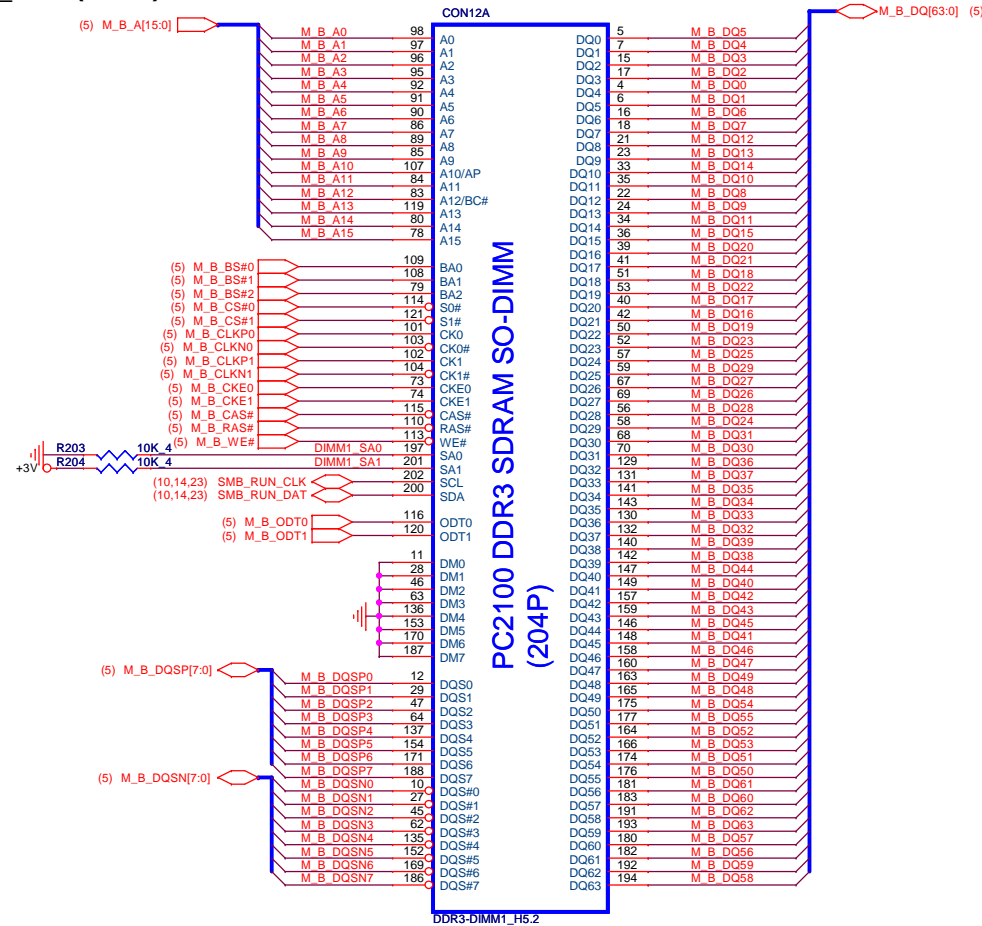 CON12A
(5) M_B_A[15:0]
M_B_A0 98 A0
M_B_A1 97 A1
M_B_A2 96 A2
M_B_A3 95 A3
M_B_A4 92 A4
M_B_A5 91 A5
M_B_A6 90 A6
M_B_A7 86 A7
M_B_A8 89 A8
M_B_A9 85 A9
M_B_A10 107 A10/AP
M_B_A11 84 A11
M_B_A12 83 A12/BC#
M_B_A13 119 A13
M_B_A14 80 A14
M_B_A15 78 A15
(5) M_B_BS#0 109 BA0
(5) M_B_BS#1 108 BA1
(5) M_B_BS#2 79 BA2
(5) M_B_CS#0 114 S0#
(5) M_B_CS#1 121 S1#
(5) M_B_CLKP0 101 CK0
(5) M_B_CLKN0 103 CK0#
(5) M_B_CLKP1 102 CK1
(5) M_B_CLKN1 104 CK1#
(5) M_B_CKE0 73 CKE0
(5) M_B_CKE1 74 CKE1
(5) M_B_CAS# 115 CAS#
(5) M_B_RAS# 110 RAS#
(5) M_B_WE# 113 WE#
R203 10K_4 DIMM1_SA0 197 SA0
+3V R204 10K_4 DIMM1_SA1 201 SA1
(10,14,23) SMB_RUN_CLK 202 SCL
(10,14,23) SMB_RUN_DAT 200 SDA
(5) M_B_ODT0 116 ODT0
(5) M_B_ODT1 120 ODT1
11 DM0
28 DM1
46 DM2
63 DM3
136 DM4
153 DM5
170 DM6
187 DM7
(5) M_B_DQSP[7:0]
M_B_DQSP0 12 DQS0
M_B_DQSP1 29 DQS1
M_B_DQSP2 47 DQS2
M_B_DQSP3 64 DQS3
M_B_DQSP4 137 DQS4
M_B_DQSP5 154 DQS5
M_B_DQSP6 171 DQS6
M_B_DQSP7 188 DQS7
(5) M_B_DQSN[7:0]
M_B_DQSN0 10 DQS#0
M_B_DQSN1 27 DQS#1
M_B_DQSN2 45 DQS#2
M_B_DQSN3 62 DQS#3
M_B_DQSN4 135 DQS#4
M_B_DQSN5 152 DQS#5
M_B_DQSN6 169 DQS#6
M_B_DQSN7 186 DQS#7
PC2100 DDR3 SDRAM SO-DIMM
(204P)
M_B_DQ[63:0] (5)
DQ0 5 M_B_DQ5
DQ1 7 M_B_DQ4
DQ2 15 M_B_DQ3
DQ3 17 M_B_DQ2
DQ4 4 M_B_DQ0
DQ5 6 M_B_DQ1
DQ6 16 M_B_DQ6
DQ7 18 M_B_DQ7
DQ8 21 M_B_DQ12
DQ9 23 M_B_DQ13
DQ10 33 M_B_DQ14
DQ11 35 M_B_DQ10
DQ12 22 M_B_DQ8
DQ13 24 M_B_DQ9
DQ14 34 M_B_DQ11
DQ15 36 M_B_DQ15
DQ16 39 M_B_DQ20
DQ17 41 M_B_DQ21
DQ18 51 M_B_DQ18
DQ19 53 M_B_DQ22
DQ20 40 M_B_DQ17
DQ21 42 M_B_DQ16
DQ22 50 M_B_DQ19
DQ23 52 M_B_DQ23
DQ24 57 M_B_DQ25
DQ25 59 M_B_DQ29
DQ26 67 M_B_DQ27
DQ27 69 M_B_DQ26
DQ28 56 M_B_DQ28
DQ29 58 M_B_DQ24
DQ30 68 M_B_DQ31
DQ31 70 M_B_DQ30
DQ32 129 M_B_DQ36
DQ33 131 M_B_DQ37
DQ34 141 M_B_DQ35
DQ35 143 M_B_DQ34
DQ36 130 M_B_DQ33
DQ37 132 M_B_DQ32
DQ38 140 M_B_DQ39
DQ39 142 M_B_DQ38
DQ40 147 M_B_DQ44
DQ41 149 M_B_DQ40
DQ42 157 M_B_DQ42
DQ43 159 M_B_DQ43
DQ44 146 M_B_DQ45
DQ45 148 M_B_DQ41
DQ46 158 M_B_DQ46
DQ47 160 M_B_DQ47
DQ48 163 M_B_DQ49
DQ49 165 M_B_DQ48
DQ50 175 M_B_DQ54
DQ51 177 M_B_DQ55
DQ52 164 M_B_DQ52
DQ53 166 M_B_DQ53
DQ54 174 M_B_DQ51
DQ55 176 M_B_DQ50
DQ56 181 M_B_DQ61
DQ57 183 M_B_DQ60
DQ58 191 M_B_DQ62
DQ59 193 M_B_DQ63
DQ60 180 M_B_DQ57
DQ61 182 M_B_DQ56
DQ62 192 M_B_DQ59
DQ63 194 M_B_DQ58
DDR3-DIMM1_H5.2